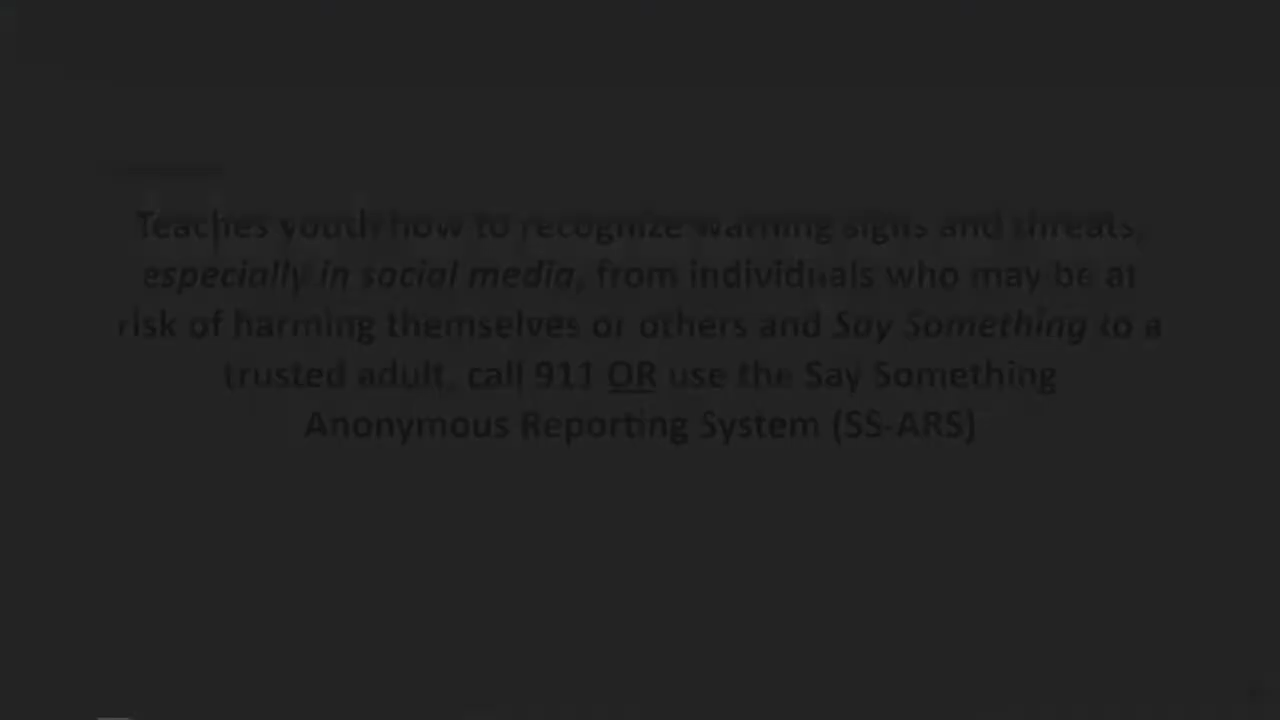 Teaches youth how to recognize warning signs and threats,
especially in social media, from individuals who may be at
risk of harming themselves or others and Say Something to a
trusted adult, call 911 OR use the Say Something
Anonymous Reporting System (SS-ARS)